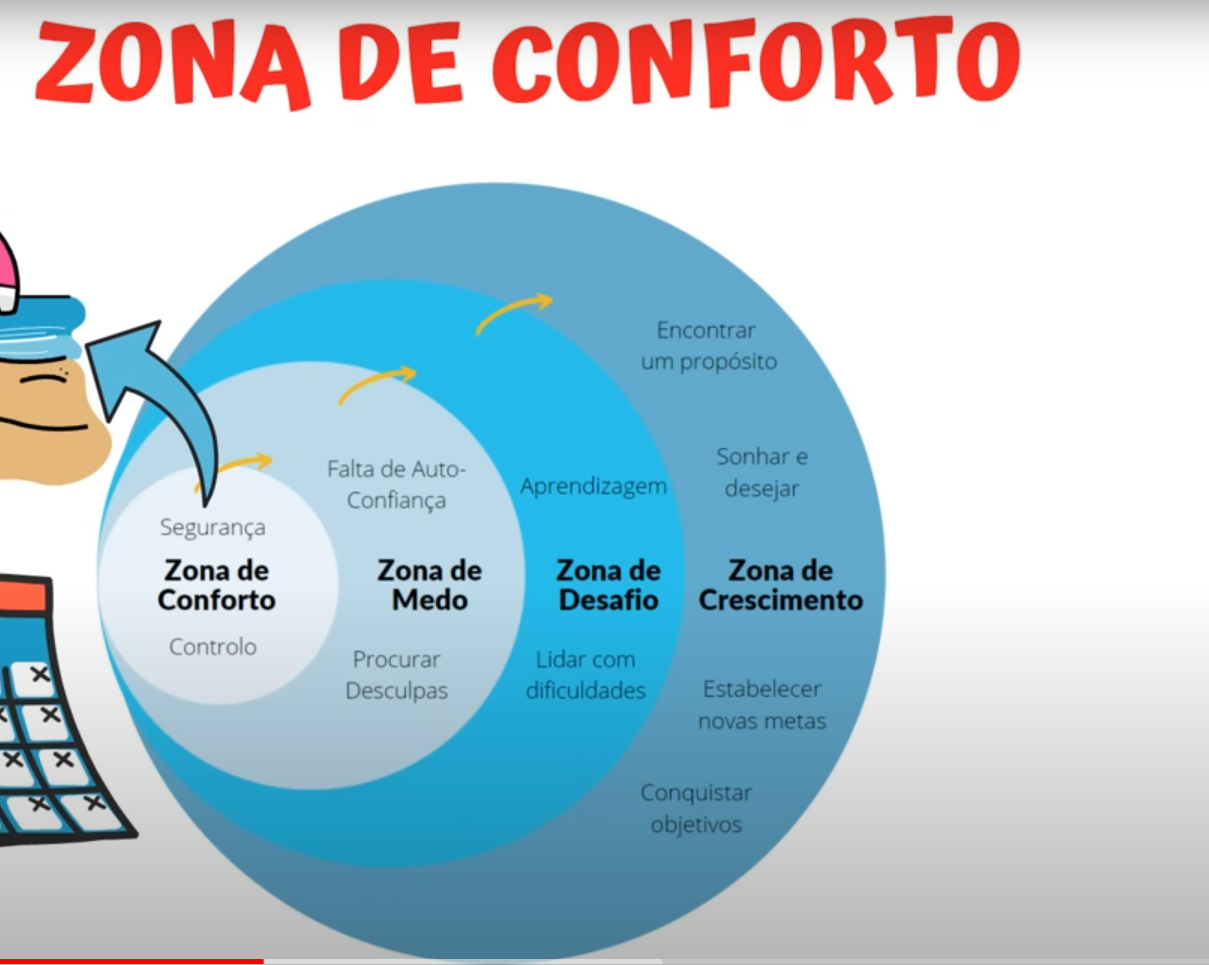 ZONA DE CONFORTO
Segurança
Zona de
Conforto
Controlo
Falta de Auto-
Confiança
Zona de
Medo
Procurar
Desculpas
Aprendizagem
Zona de
Desafio
Lidar com
dificuldades
Encontrar
um propósito
Sonhar e
desejar
Zona de
Crescimento
Estabelecer
novas metas
Conquistar
objetivos